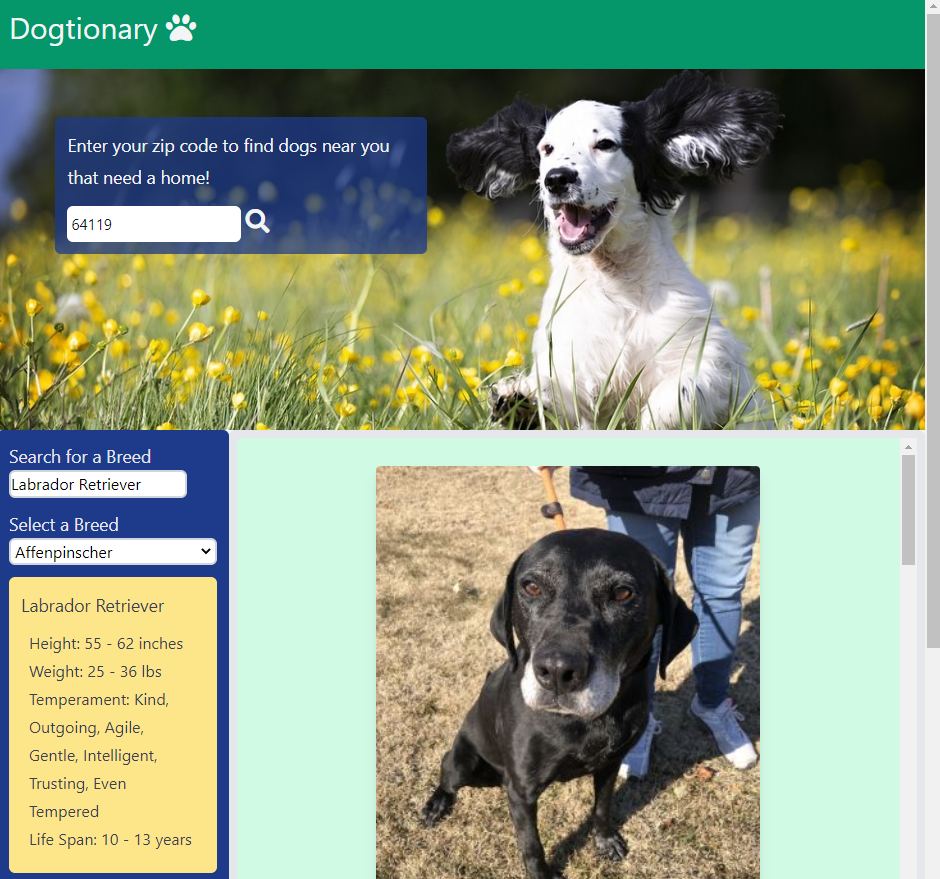 Dogtionary
Enter your zip code to find dogs near you
that need a home!
64119
Search for a Breed
Labrador Retriever
Select a Breed
Affenpinscher
Labrador Retriever
Height: 55 - 62 inches
Weight: 25 - 36 lbs
Temperament: Kind,
Outgoing, Agile,
Gentle, Intelligent,
Trusting, Even
Tempered
Life Span: 10 - 13 years